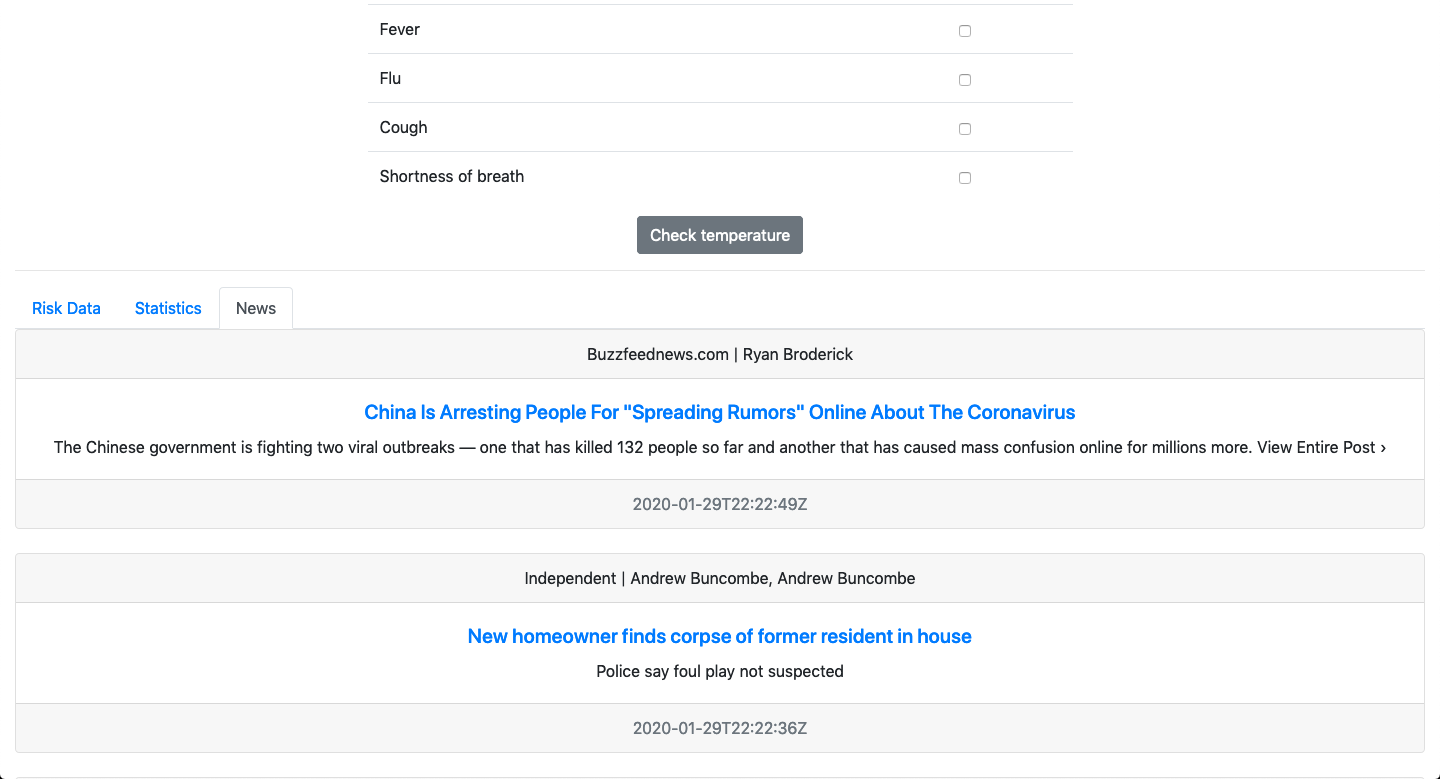 Fever
Flu
Cough
Shortness of breath
Check temperature
Risk Data Statistics News
Buzzfeednews.com | Ryan Broderick
China Is Arresting People For "Spreading Rumors" Online About The Coronavirus
The Chinese government is fighting two viral outbreaks — one that has killed 132 people so far and another that has caused mass confusion online for millions more. View Entire Post ›
2020-01-29T22:22:49Z
Independent | Andrew Buncombe, Andrew Buncombe
New homeowner finds corpse of former resident in house
Police say foul play not suspected
2020-01-29T22:22:36Z